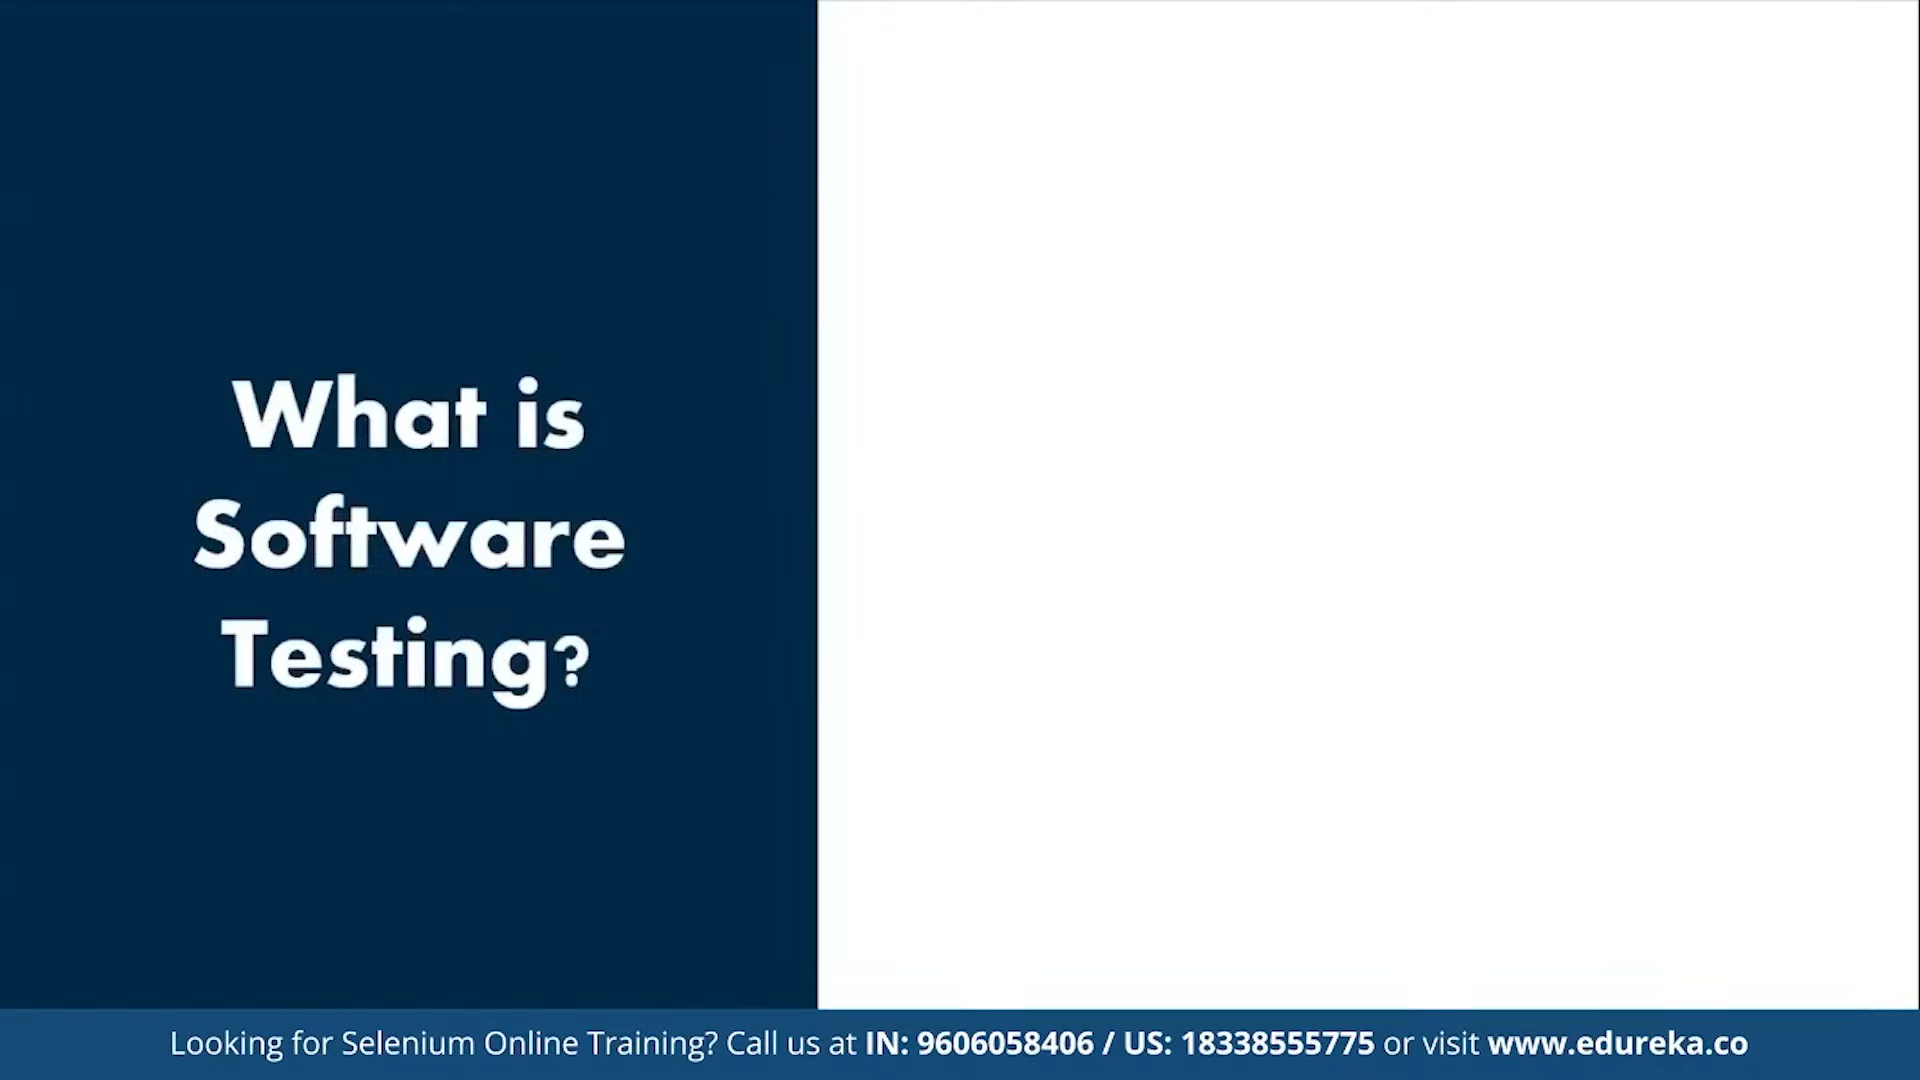 What is
Software
Testing?
Looking for Selenium Online Training? Call us at IN: 9606058406 / US: 18338555775 or visit www.edureka.co